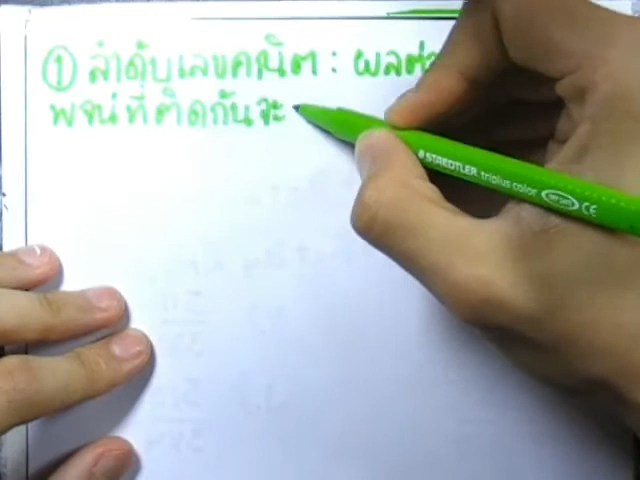 ① ลำดับเลขคณิต : ผลต่
พจน์ที่ติดกันจะ
STAEDTLER triplus color CE